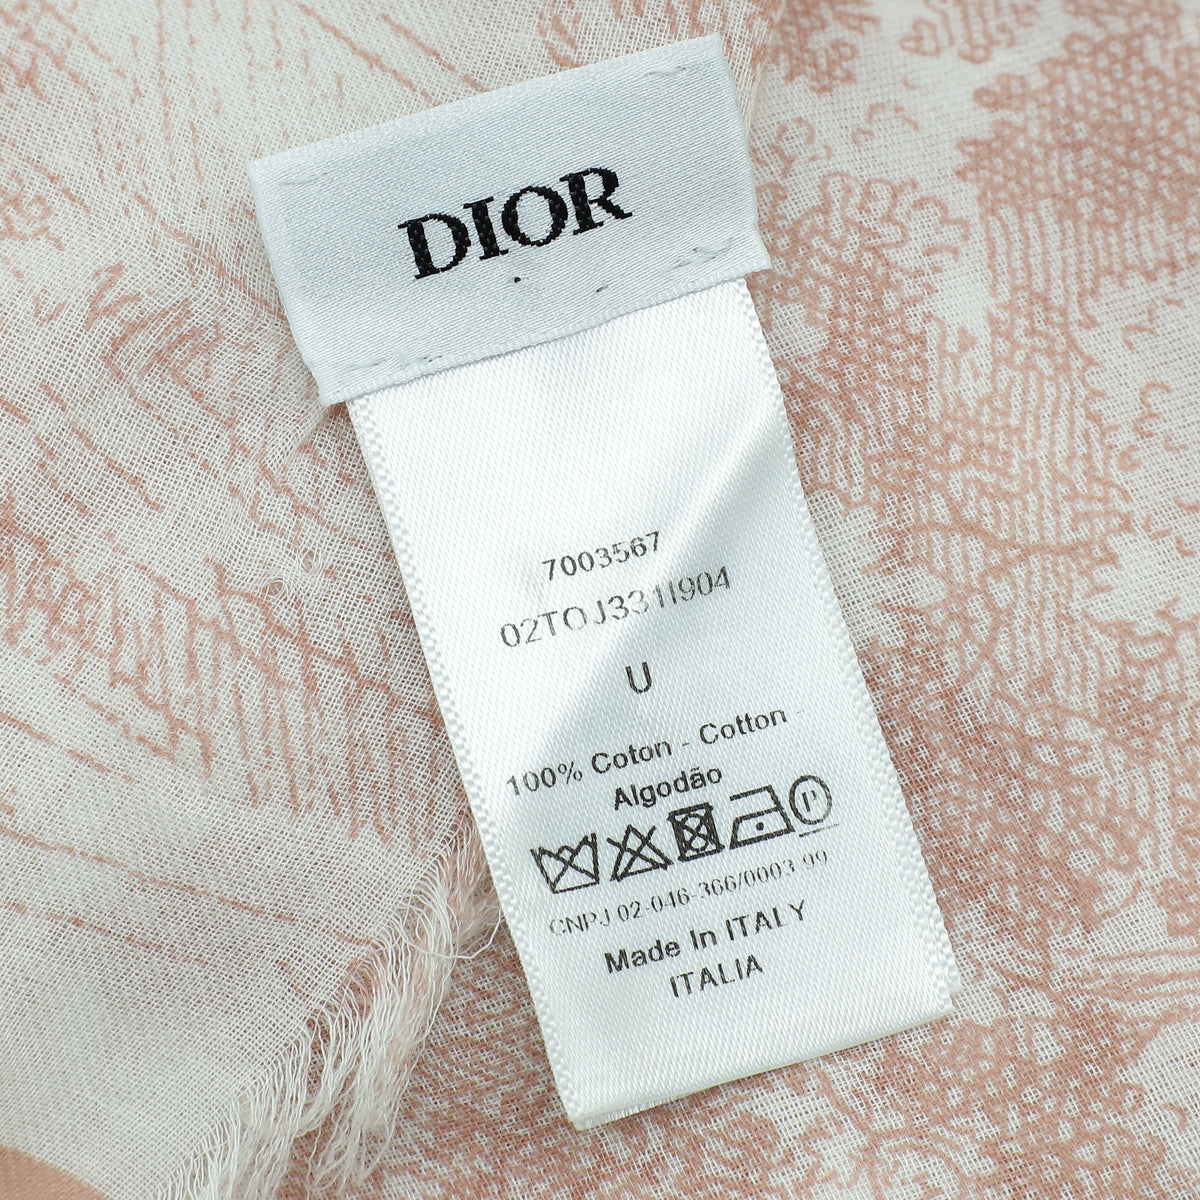 DIOR
7003567
02TOJ331I904
U
100% Coton - Cotton -
Algodão
P
CNPJ 02-046-366/0003-99
Made In ITALY
ITALIA